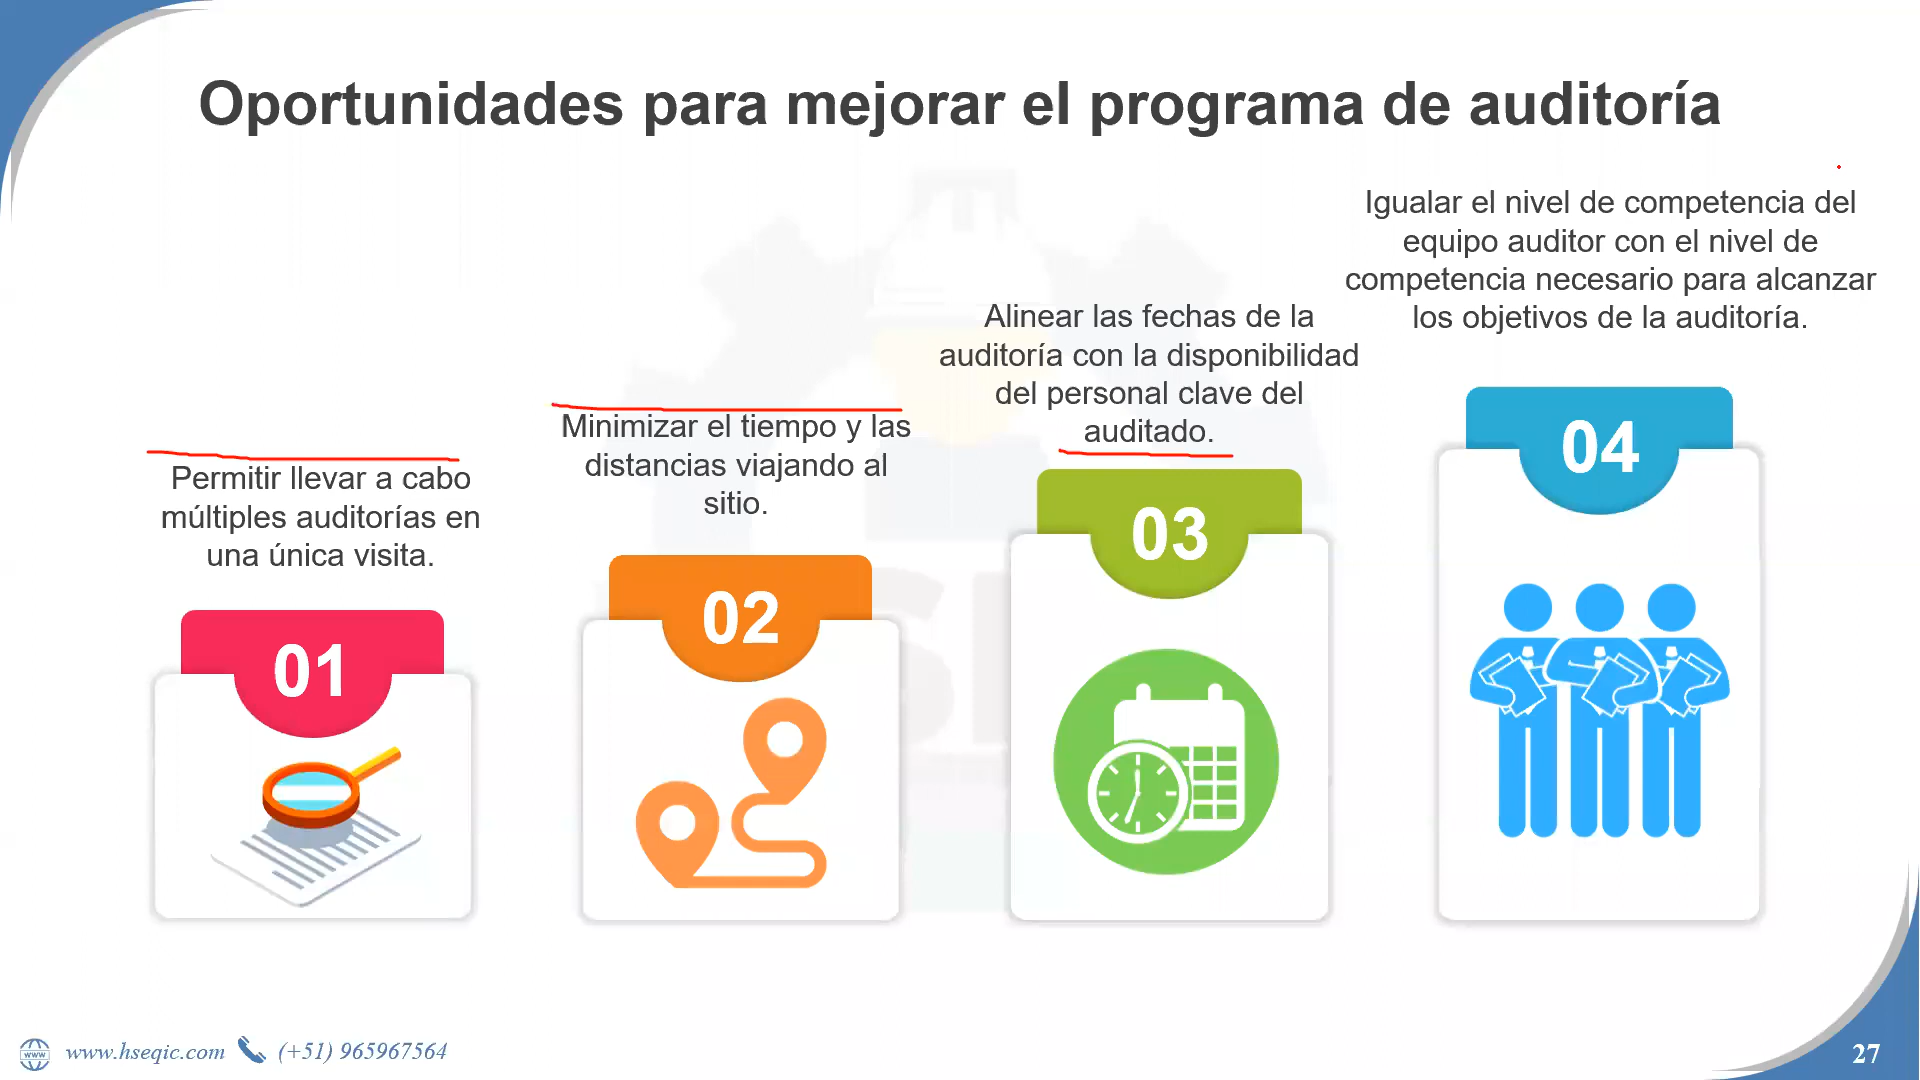 Oportunidades para mejorar el programa de auditoría
Permitir llevar a cabo
múltiples auditorías en
una única visita.
01
Minimizar el tiempo y las
distancias viajando al
sitio.
02
Alinear las fechas de la
auditoría con la disponibilidad
del personal clave del
auditado.
03
Igualar el nivel de competencia del
equipo auditor con el nivel de
competencia necesario para alcanzar
los objetivos de la auditoría.
04
www www.hseqic.com (+51) 965967564
27